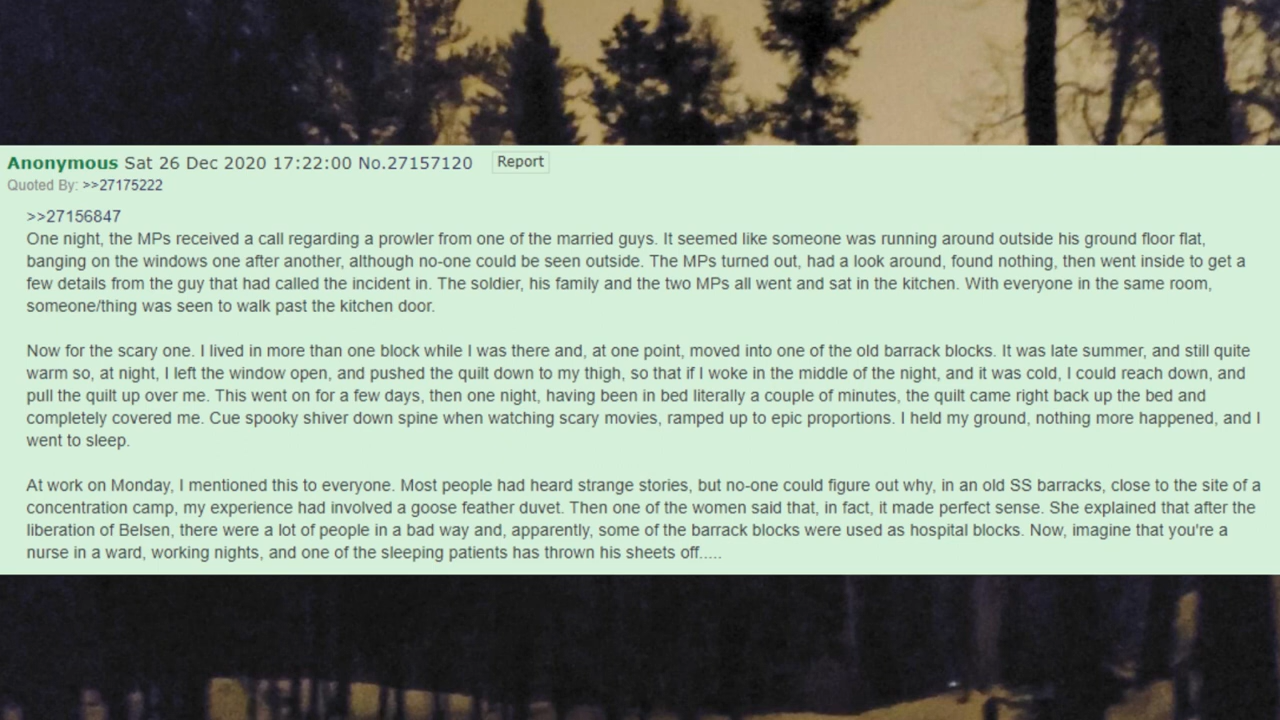 Anonymous Sat 26 Dec 2020 17:22:00 No.27157120 Report
Quoted By: >>27175222
>>27156847
One night, the MPs received a call regarding a prowler from one of the married guys. It seemed like someone was running around outside his ground floor flat,
banging on the windows one after another, although no-one could be seen outside. The MPs turned out, had a look around, found nothing, then went inside to get a
few details from the guy that had called the incident in. The soldier, his family and the two MPs all went and sat in the kitchen. With everyone in the same room,
someone/thing was seen to walk past the kitchen door.
Now for the scary one. I lived in more than one block while I was there and, at one point, moved into one of the old barrack blocks. It was late summer, and still quite
warm so, at night, I left the window open, and pushed the quilt down to my thigh, so that if I woke in the middle of the night, and it was cold, I could reach down, and
pull the quilt up over me. This went on for a few days, then one night, having been in bed literally a couple of minutes, the quilt came right back up the bed and
completely covered me. Cue spooky shiver down spine when watching scary movies, ramped up to epic proportions. I held my ground, nothing more happened, and I
went to sleep.
At work on Monday, I mentioned this to everyone. Most people had heard strange stories, but no-one could figure out why, in an old SS barracks, close to the site of a
concentration camp, my experience had involved a goose feather duvet. Then one of the women said that, in fact, it made perfect sense. She explained that after the
liberation of Belsen, there were a lot of people in a bad way and, apparently, some of the barrack blocks were used as hospital blocks. Now, imagine that you're a
nurse in a ward, working nights, and one of the sleeping patients has thrown his sheets off.....